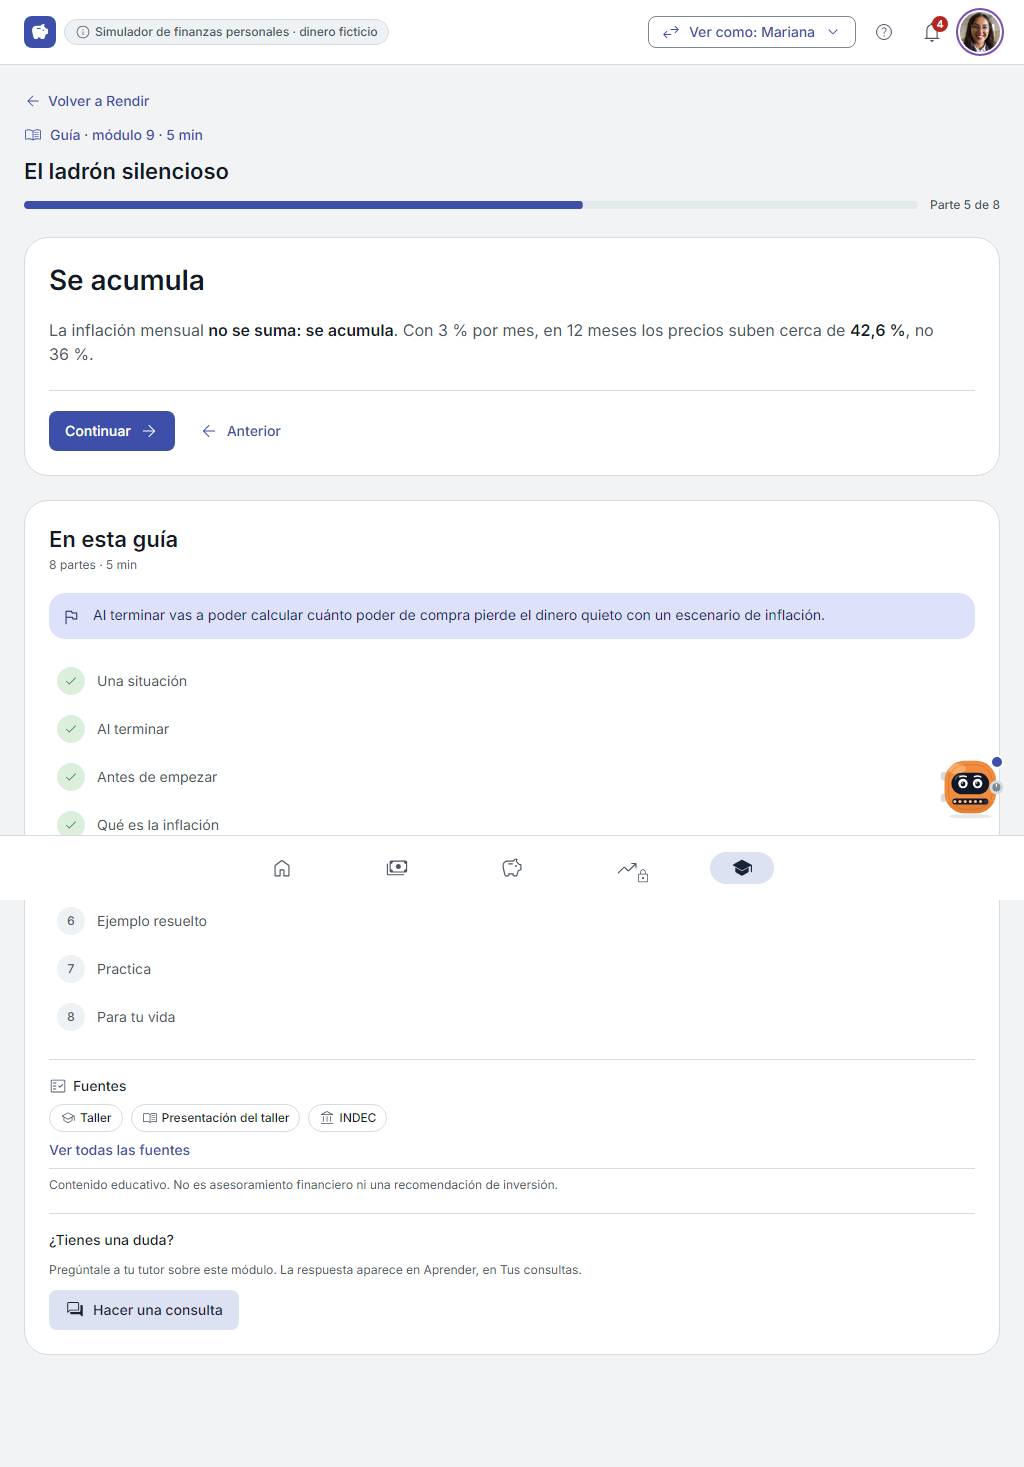 Simulador de finanzas personales · dinero ficticio
Ver como: Mariana
4
Volver a Rendir
Guía · módulo 9 · 5 min
El ladrón silencioso
Parte 5 de 8
Se acumula
La inflación mensual no se suma: se acumula. Con 3 % por mes, en 12 meses los precios suben cerca de 42,6 %, no
36 %.
Continuar
Anterior
En esta guía
8 partes · 5 min
Al terminar vas a poder calcular cuánto poder de compra pierde el dinero quieto con un escenario de inflación.
Una situación
Al terminar
Antes de empezar
Qué es la inflación
6 Ejemplo resuelto
7 Practica
8 Para tu vida
Fuentes
Taller
Presentación del taller
INDEC
Ver todas las fuentes
Contenido educativo. No es asesoramiento financiero ni una recomendación de inversión.
¿Tienes una duda?
Pregúntale a tu tutor sobre este módulo. La respuesta aparece en Aprender, en Tus consultas.
Hacer una consulta